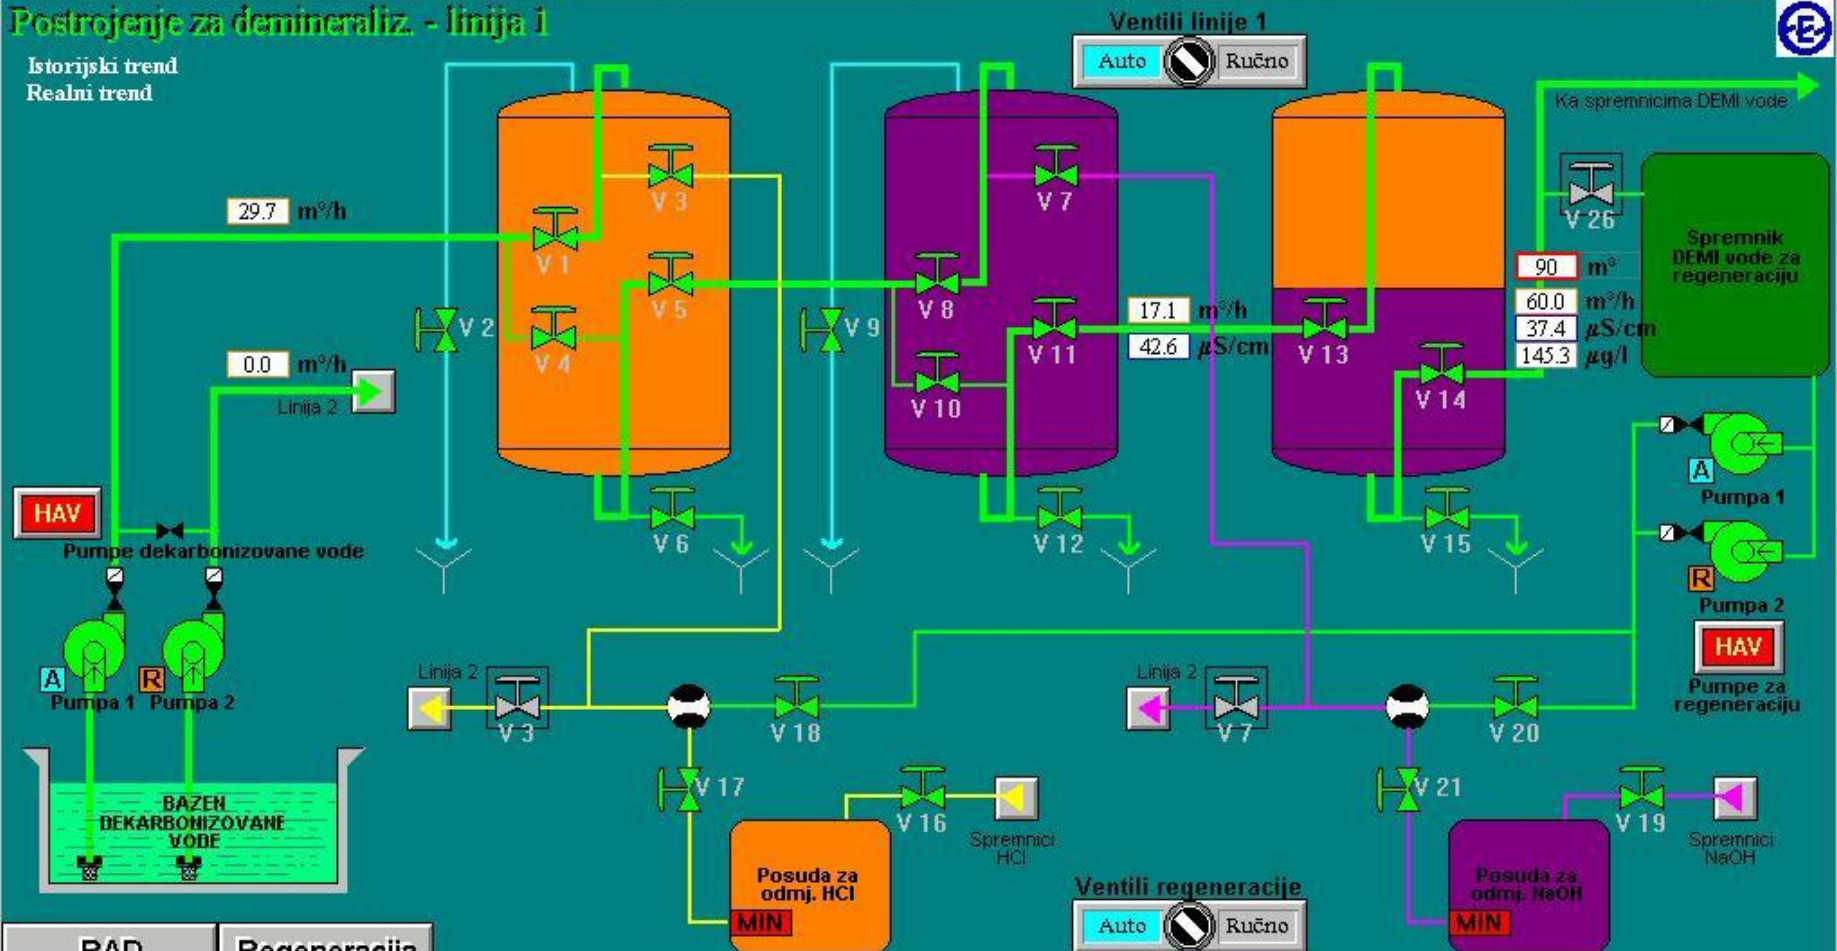 Postrojenje za demineraliz. - linija 1
Istorijski trend
Realni trend
Ventili linije 1
Auto
Ručno
E
Ka spremnicima DEMI vode
V 3
V 7
V 26
29.7 m³/h
V 1
Spremnik
DEMI vode za
regeneraciju
90 m³
V 5
V 8
60.0 m³/h
17.1 m³/h
37.4 µS/cm
V 2
V 4
V 9
V 11
42.6 µS/cm
V 13
145.3 µg/l
0.0 m³/h
Linija 2
V 10
V 14
A
Pumpa 1
HAV
Pumpe dekarbonizovane vode
V 6
V 12
V 15
R
Pumpa 2
HAV
Pumpe za
regeneraciju
A
Pumpa 1
R
Pumpa 2
Linija 2
V 3
V 18
Linija 2
V 7
V 20
BAZEN
DEKARBONIZOVANE
VODE
V 17
V 16
Spremnici
HCl
V 21
V 19
Spremnici
NaOH
Posuda za
odmj. HCl
MIN
Ventili regeneracije
Auto
Ručno
Posuda za
odmj. NaOH
MIN
RAD
Regeneracija